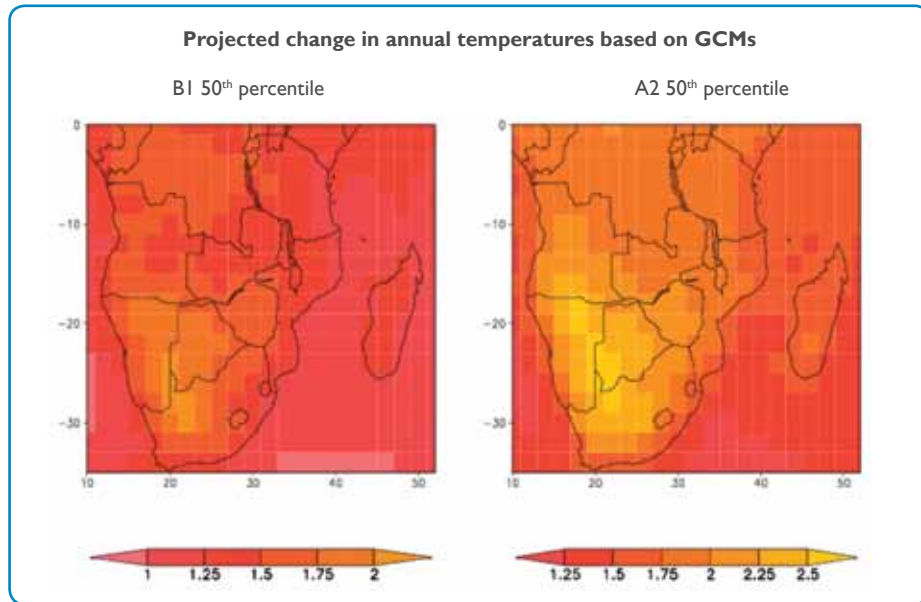 Projected change in annual temperatures based on GCMs
B1 50th percentile
A2 50th percentile
0
-10
-20
-30
10 20 30 40 50
0
-10
-20
-30
10 20 30 40 50
1 1.25 1.5 1.75 2
1.25 1.5 1.75 2 2.25 2.5